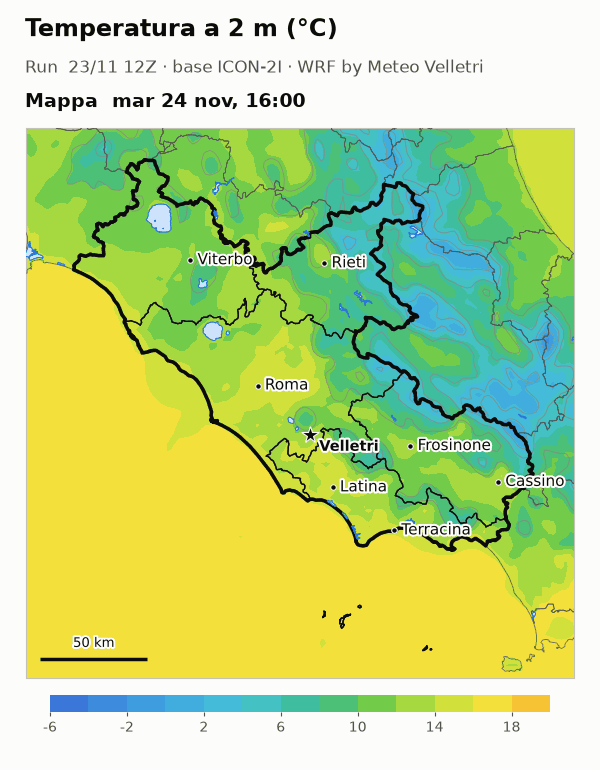 Temperatura a 2 m (°C)
Run  23/11 12Z · base ICON-2I · WRF by Meteo Velletri
Mappa  mar 24 nov, 16:00
Viterbo
Rieti
Roma
Velletri
Frosinone
Cassino
Latina
Terracina
50 km
-6 -2 2 6 10 14 18